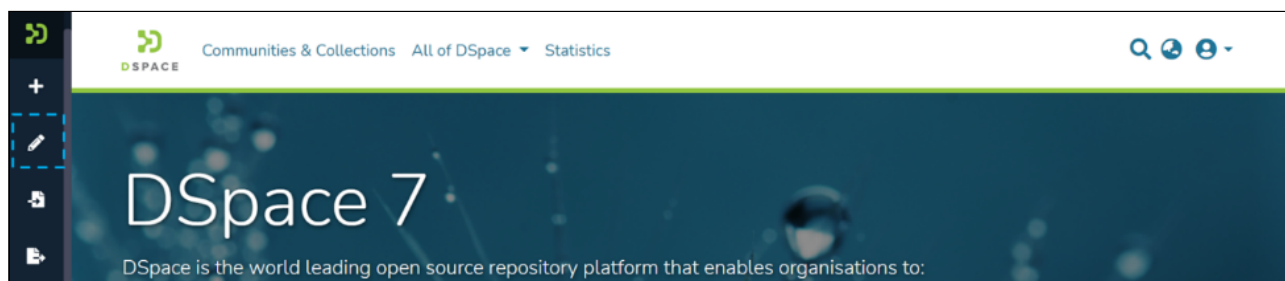 DSPACE
Communities & Collections All of DSpace Statistics
DSpace 7
DSpace is the world leading open source repository platform that enables organisations to: